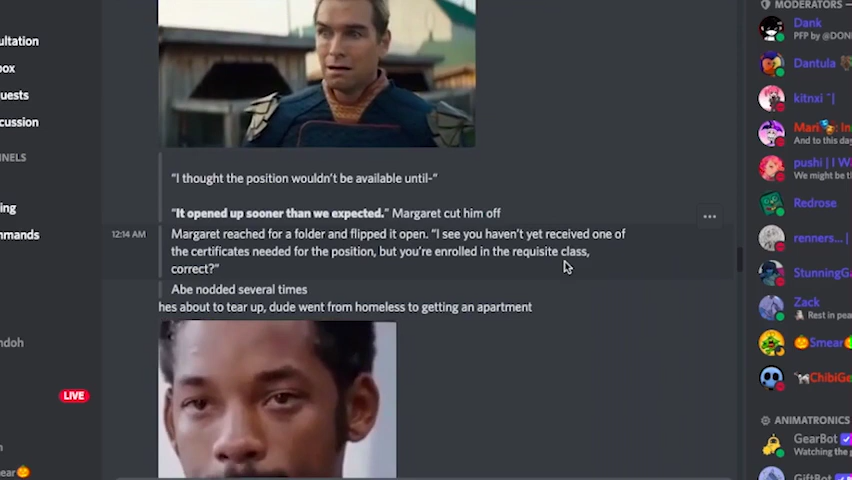 ultation
box
uests
cussion
NNELS
ing
mmands
ndoh
LIVE
ear🎃
"I thought the position wouldn't be available until-"
"It opened up sooner than we expected." Margaret cut him off
12:14 AM
Margaret reached for a folder and flipped it open. "I see you haven't yet received one of
the certificates needed for the position, but you're enrolled in the requisite class,
correct?"
Abe nodded several times
hes about to tear up, dude went from homeless to getting an apartment
MODERATORS —
Dank
PFP by @DON
Dantula
kitnxi ˜|
Mari
In
And to this day
pushi | I W
We might be th
Redrose
renners... |
StunningGa
Zack
Rest in pea
🎃Smear
ChibiGe
ANIMATRONICS
GearBot
Watching the g
GiftBot